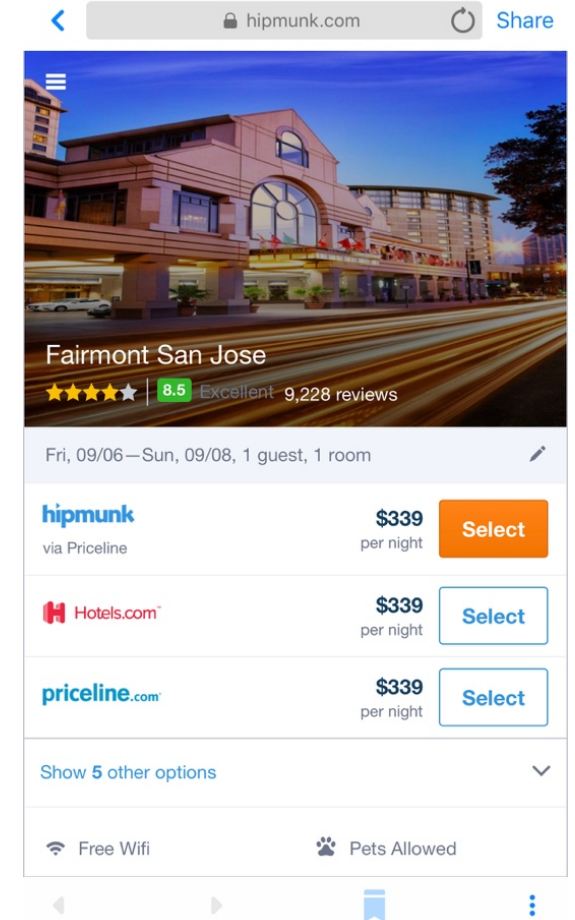 hipmunk.com
Share
Fairmont San Jose
8.5 Excellent 9,228 reviews
Fri, 09/06—Sun, 09/08, 1 guest, 1 room
hipmunk
via Priceline
$339
per night
Select
Hotels.com
$339
per night
Select
priceline.com
$339
per night
Select
Show 5 other options
Free Wifi
Pets Allowed